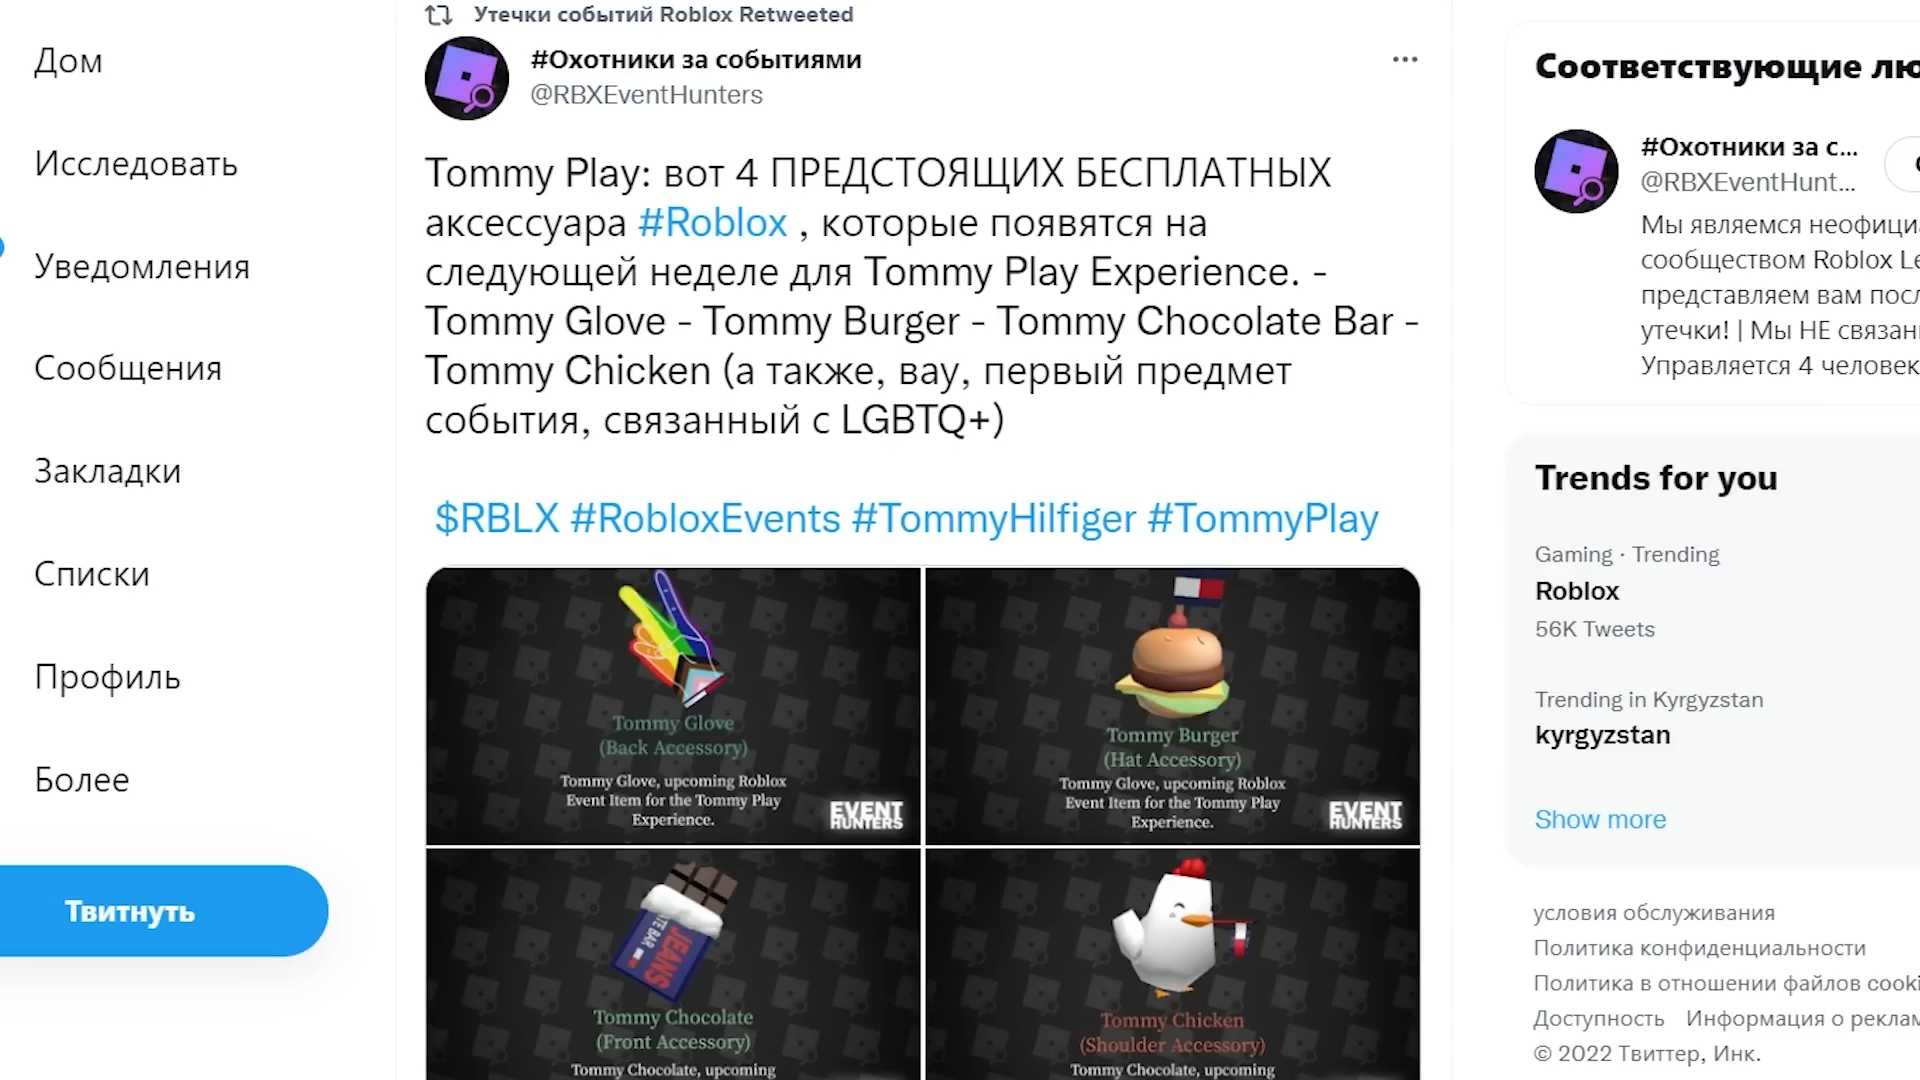 Утечки событий Roblox Retweeted
#Охотники за событиями
@RBXEventHunters
Tommy Play: вот 4 ПРЕДСТОЯЩИХ БЕСПЛАТНЫХ
аксессуара #Roblox , которые появятся на
следующей неделе для Tommy Play Experience. -
Tommy Glove - Tommy Burger - Tommy Chocolate Bar -
Tommy Chicken (а также, вау, первый предмет
события, связанный с LGBTQ+)
$RBLX #RobloxEvents #TommyHilfiger #TommyPlay
Tommy Glove
(Back Accessory)
Tommy Glove, upcoming Roblox
Event Item for the Tommy Play
Experience.
EVENT
HUNTERS
Tommy Burger
(Hat Accessory)
Tommy Glove, upcoming Roblox
Event Item for the Tommy Play
Experience.
EVENT
HUNTERS
JEANS
Tommy Chocolate
(Front Accessory)
Tommy Chocolate, upcoming
Tommy Chicken
(Shoulder Accessory)
Tommy Chocolate, upcoming
Дом
Исследовать
Уведомления
Сообщения
Закладки
Списки
Профиль
Более
Твитнуть
Соответствующие лю
#Охотники за с...
@RBXEventHunt...
Мы являемся неофициа
сообществом Roblox Le
представляем вам посл
утечки! | Мы НЕ связан
Управляется 4 человек
Trends for you
Gaming · Trending
Roblox
56K Tweets
Trending in Kyrgyzstan
kyrgyzstan
Show more
условия обслуживания
Политика конфиденциальности
Политика в отношении файлов cooki
Доступность Информация о реклам
© 2022 Твиттер, Инк.